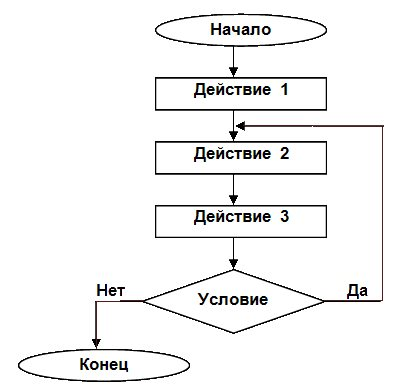 Начало
Действие 1
Действие 2
Действие 3
Нет
Условие
Да
Конец